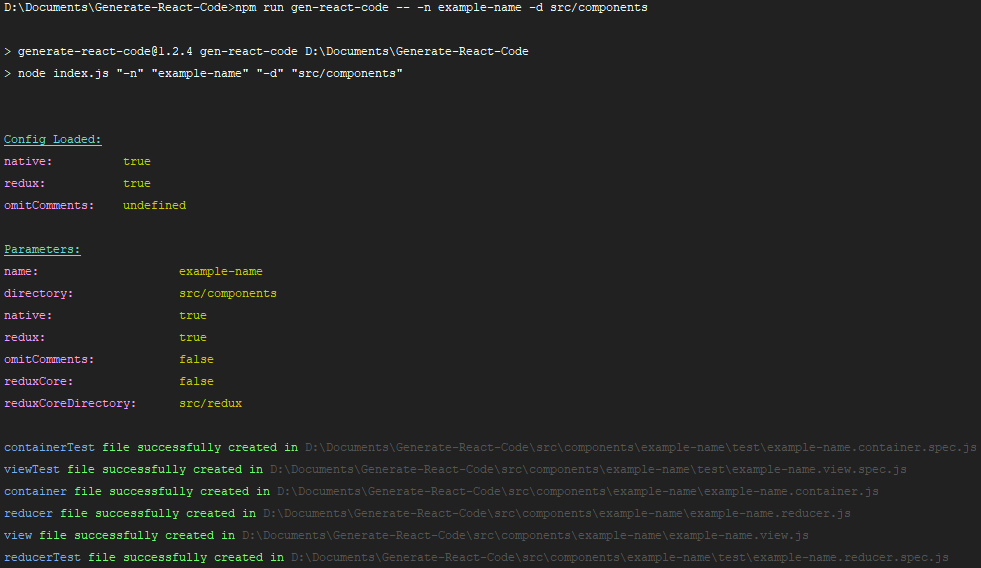 D:\Documents\Generate-React-Code>npm run gen-react-code -- -n example-name -d src/components
> generate-react-code@1.2.4 gen-react-code D:\Documents\Generate-React-Code
> node index.js "-n" "example-name" "-d" "src/components"
Config Loaded:
native: true
redux: true
omitComments: undefined
Parameters:
name: example-name
directory: src/components
native: true
redux: true
omitComments: false
reduxCore: false
reduxCoreDirectory: src/redux
containerTest file successfully created in D:\Documents\Generate-React-Code\src\components\example-name\test\example-name.container.spec.js
viewTest file successfully created in D:\Documents\Generate-React-Code\src\components\example-name\test\example-name.view.spec.js
container file successfully created in D:\Documents\Generate-React-Code\src\components\example-name\example-name.container.js
reducer file successfully created in D:\Documents\Generate-React-Code\src\components\example-name\example-name.reducer.js
view file successfully created in D:\Documents\Generate-React-Code\src\components\example-name\example-name.view.js
reducerTest file successfully created in D:\Documents\Generate-React-Code\src\components\example-name\test\example-name.reducer.spec.js